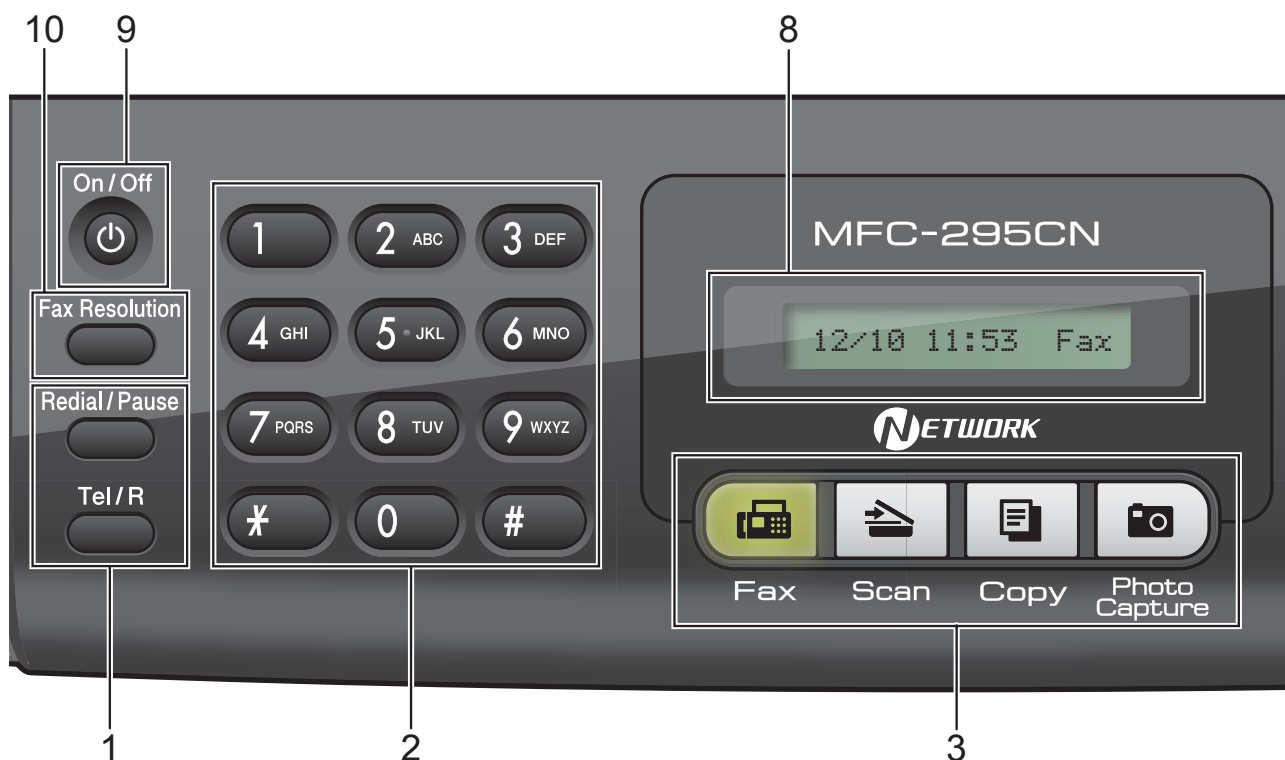 10 9 8
On / Off
Fax Resolution
Redial / Pause
Tel / R
1 2 ABC 3 DEF
4 GHI 5 JKL 6 MNO
7 PQRS 8 TUV 9 WXYZ
* 0 #
MFC-295CN
12/10 11:53 Fax
NETWORK
Fax Scan Copy Photo Capture
1 2 3